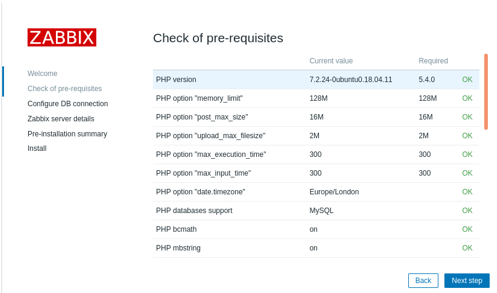 ZABBIX
Check of pre-requisites
Welcome
Check of pre-requisites
Configure DB connection
Zabbix server details
Pre-installation summary
Install
Current value Required
PHP version 7.2.24-0ubuntu0.18.04.11 5.4.0 OK
PHP option "memory_limit" 128M 128M OK
PHP option "post_max_size" 16M 16M OK
PHP option "upload_max_filesize" 2M 2M OK
PHP option "max_execution_time" 300 300 OK
PHP option "max_input_time" 300 300 OK
PHP option "date.timezone" Europe/London OK
PHP databases support MySQL OK
PHP bcmath on OK
PHP mbstring on OK
Back Next step